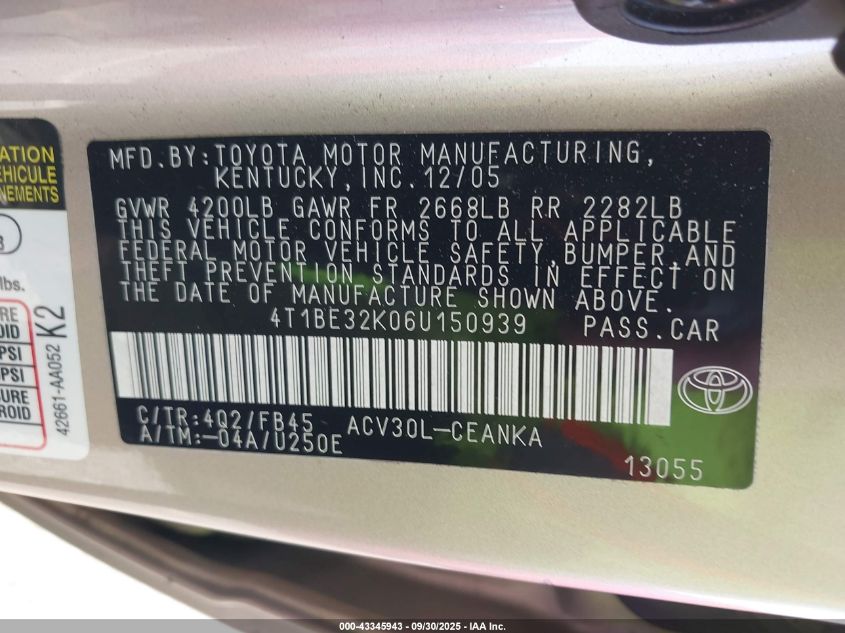 MFD.BY:TOYOTA MOTOR MANUFACTURING,
KENTUCKY,INC.12/05
GVWR 4200LB GAWR FR 2668LB RR 2282LB
THIS VEHICLE CONFORMS TO ALL APPLICABLE
FEDERAL MOTOR VEHICLE SAFETY,BUMPER,AND
THEFT PREVENTION STANDARDS IN EFFECT ON
THE DATE OF MANUFACTURE SHOWN ABOVE.
4T1BE32K06U150939 PASS.CAR
C/TR:4Q2/FB45 ACV30L-CEANKA
A/TM:-04A/U250E
13055
lbs.
PSI
PSI
42661-AA052 K2
000-43345943 - 09/30/2025 - IAA Inc.